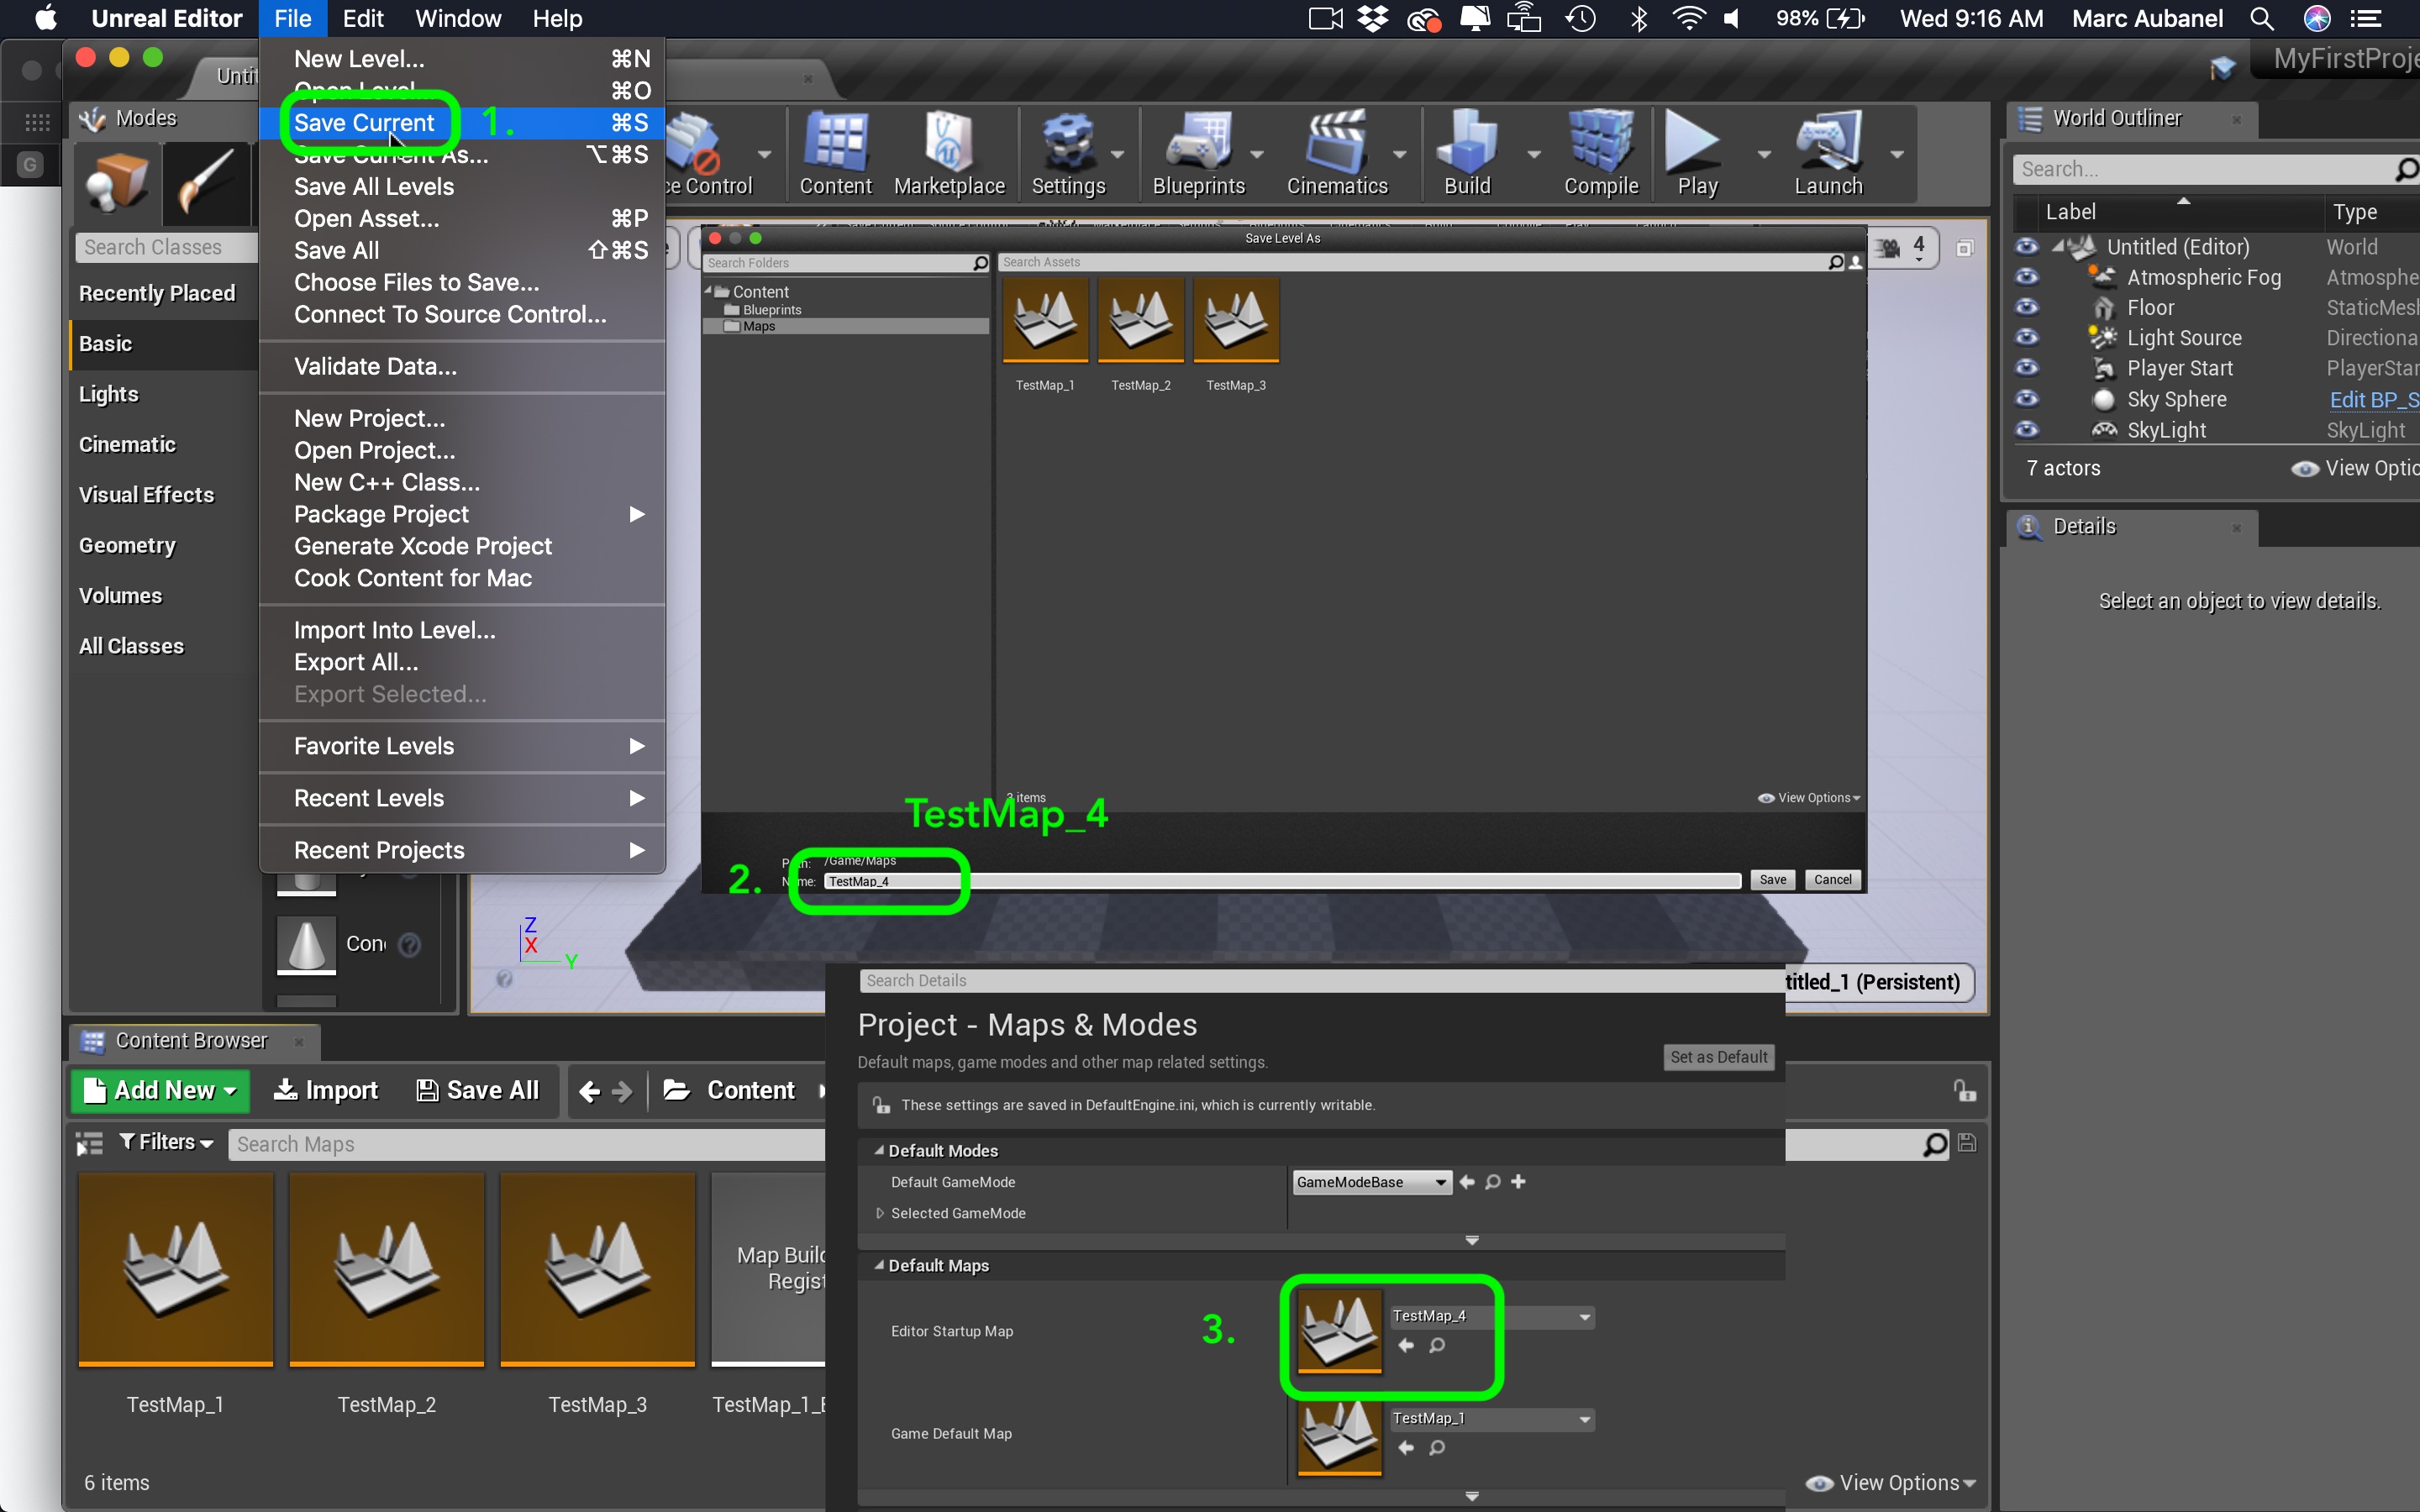 Unreal Editor File Edit Window Help 98% Wed 9:16 AM Marc Aubanel
MyFirstProje
New Level... ⌘N
Open Level... ⌘O
Save Current ⌘S
1.
Save Current As... ⌥⌘S
Save All Levels
Open Asset... ⌘P
Save All ⇧⌘S
Choose Files to Save...
Connect To Source Control...
Validate Data...
New Project...
Open Project...
New C++ Class...
Package Project
Generate Xcode Project
Cook Content for Mac
Import Into Level...
Export All...
Export Selected...
Favorite Levels
Recent Levels
Recent Projects
Untit
Modes
Search Classes
Recently Placed
Basic
Lights
Cinematic
Visual Effects
Geometry
Volumes
All Classes
Con
G
ce Control Content Marketplace Settings Blueprints Cinematics Build Compile Play Launch
4
Save Level As
Search Folders
Search Assets
Content
Blueprints
Maps
TestMap_1 TestMap_2 TestMap_3
3 items
View Options
TestMap_4
2.
Path: /Game/Maps
Name: TestMap_4
Save Cancel
Z
X
Y
titled_1 (Persistent)
World Outliner
Search...
Label Type
Untitled (Editor) World
Atmospheric Fog Atmosphe
Floor StaticMesh
Light Source Directiona
Player Start PlayerStar
Sky Sphere Edit BP_S
SkyLight SkyLight
7 actors View Optio
Details
Select an object to view details.
Content Browser
Add New Import Save All Content
Filters Search Maps
Map Build
Regist
TestMap_1 TestMap_2 TestMap_3 TestMap_1_B
6 items
View Options
Search Details
Project - Maps & Modes
Default maps, game modes and other map related settings.
Set as Default
These settings are saved in DefaultEngine.ini, which is currently writable.
Default Modes
Default GameMode GameModeBase
Selected GameMode
Default Maps
3.
Editor Startup Map TestMap_4
Game Default Map TestMap_1